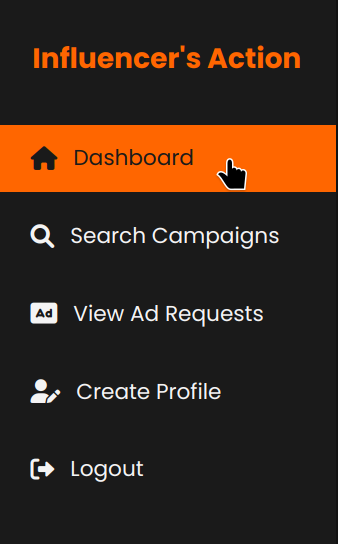 Influencer's Action
Dashboard
Search Campaigns
Ad View Ad Requests
Create Profile
Logout